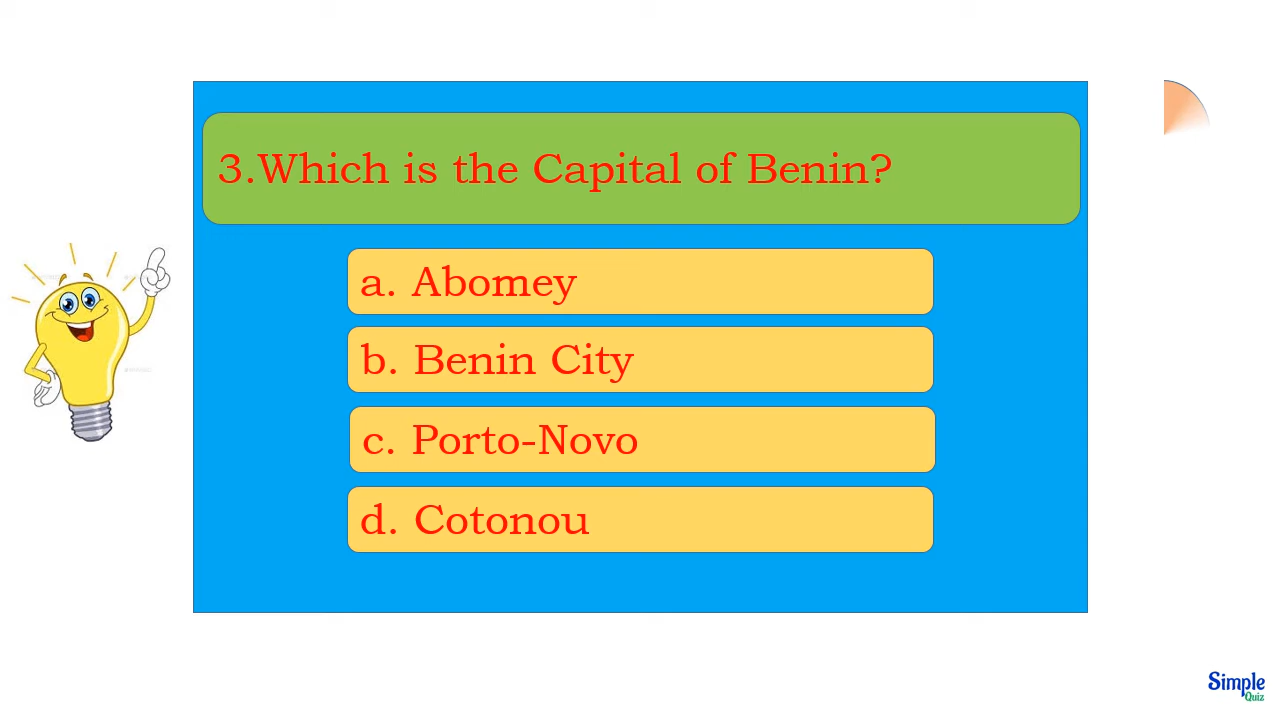 3.Which is the Capital of Benin?
a. Abomey
b. Benin City
c. Porto-Novo
d. Cotonou
Simple
Quiz